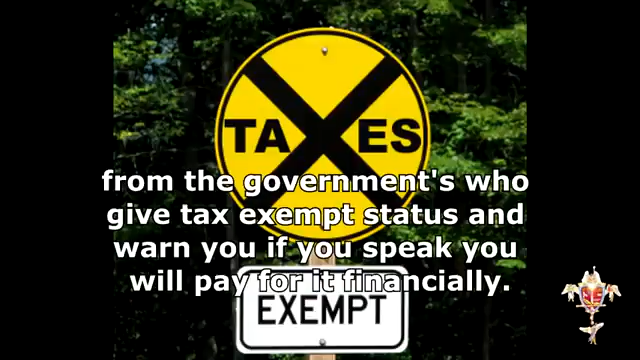 TAXES
from the government's who
give tax exempt status and
warn you if you speak you
will pay for it financially.
EXEMPT